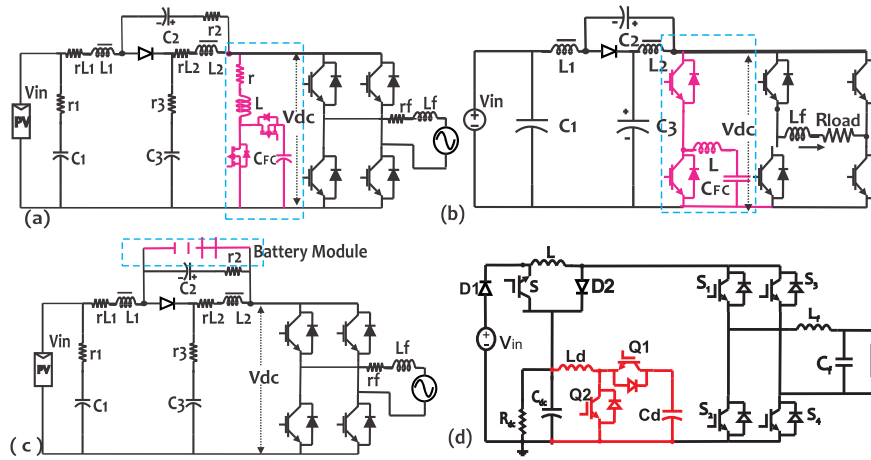 (a)
C2
r2
rL1 L1
rL2 L2
Vin
r1
r3
r
L
Vdc
rf
Lf
PV
C1
C3
CFC
(b)
C2
L1
L2
Vin
C1
C3
Vdc
Lf
Rload
L
CFC
(c)
Battery Module
r2
C2
rL1 L1
rL2 L2
Vin
r1
r3
PV
Vdc
Lf
rf
C1
C3
(d)
L
D1
S
D2
S1
S3
Vin
Ld
Q1
Lf
Cf
Rdc
Cdc
Q2
Cd
S2
S4